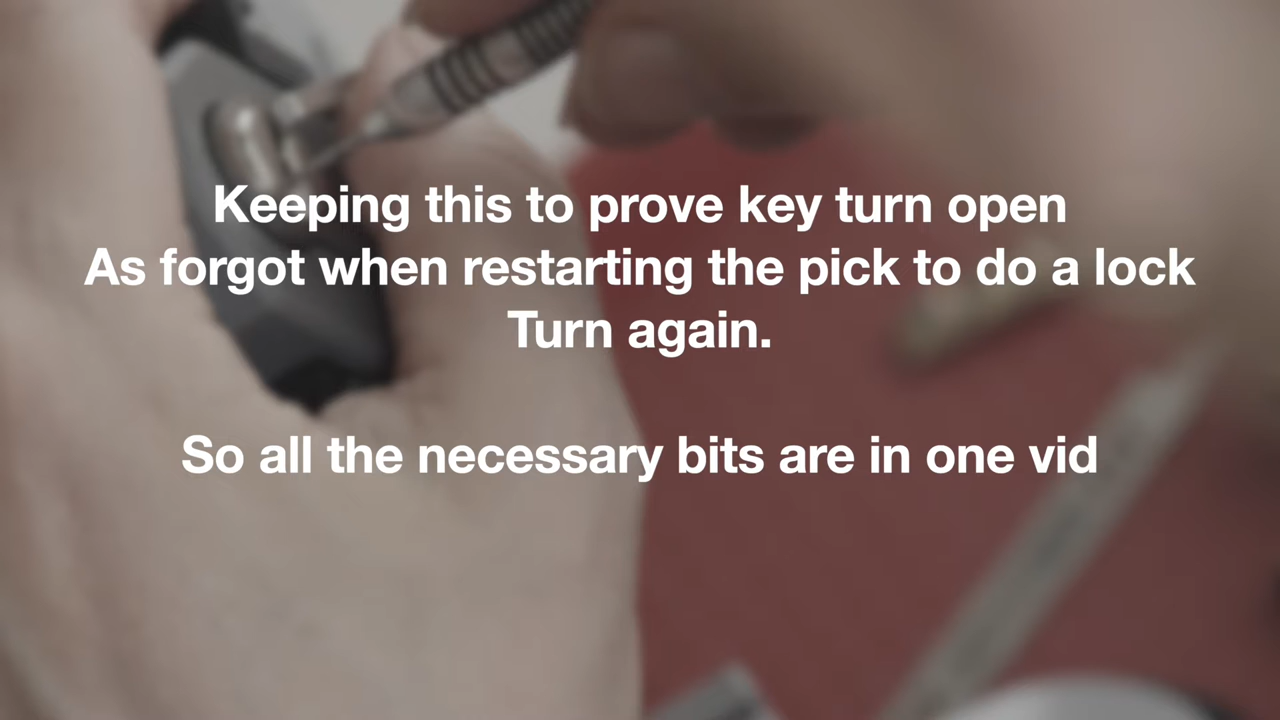 Keeping this to prove key turn open
As forgot when restarting the pick to do a lock
Turn again.
So all the necessary bits are in one vid